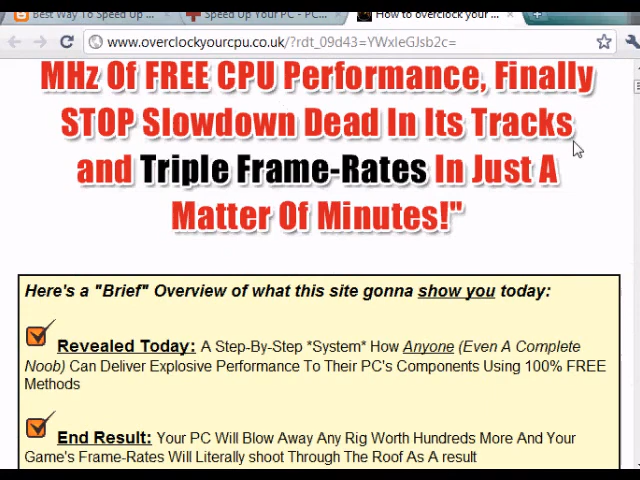 Best Way To Speed Up
Speed Up Your PC - PC...
How to overclock your ...
www.overclockyourcpu.co.uk/?rdt_09d43=YWxleGJsb2c=
MHz Of FREE CPU Performance, Finally
STOP Slowdown Dead In Its Tracks
and Triple Frame-Rates In Just A
Matter Of Minutes!"
Here's a "Brief" Overview of what this site gonna show you today:
Revealed Today: A Step-By-Step *System* How Anyone (Even A Complete
Noob) Can Deliver Explosive Performance To Their PC's Components Using 100% FREE
Methods
End Result: Your PC Will Blow Away Any Rig Worth Hundreds More And Your
Game's Frame-Rates Will Literally shoot Through The Roof As A result